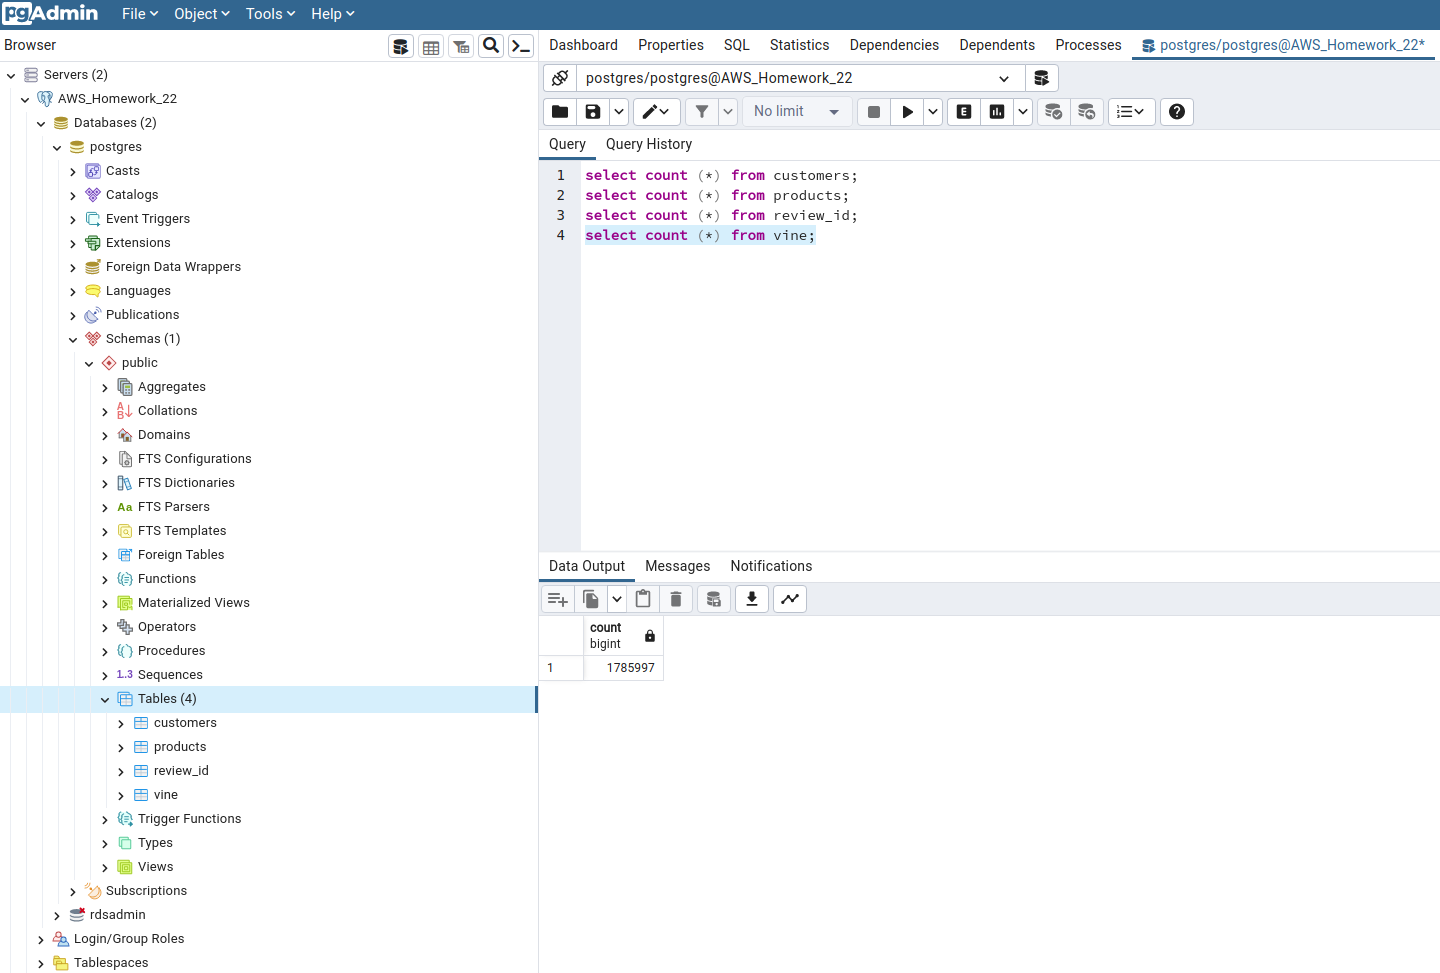 pgAdmin File Object Tools Help
Browser
Dashboard Properties SQL Statistics Dependencies Dependents Processes postgres/postgres@AWS_Homework_22*
Servers (2)
AWS_Homework_22
Databases (2)
postgres
Casts
Catalogs
Event Triggers
Extensions
Foreign Data Wrappers
Languages
Publications
Schemas (1)
public
Aggregates
Collations
Domains
FTS Configurations
FTS Dictionaries
Aa FTS Parsers
FTS Templates
Foreign Tables
Functions
Materialized Views
Operators
Procedures
1.3 Sequences
Tables (4)
customers
products
review_id
vine
Trigger Functions
Types
Views
Subscriptions
rdsadmin
Login/Group Roles
Tablespaces
postgres/postgres@AWS_Homework_22
No limit E
Query Query History
1 select count (*) from customers;
2 select count (*) from products;
3 select count (*) from review_id;
4 select count (*) from vine;
Data Output Messages Notifications
count
bigint
1 1785997